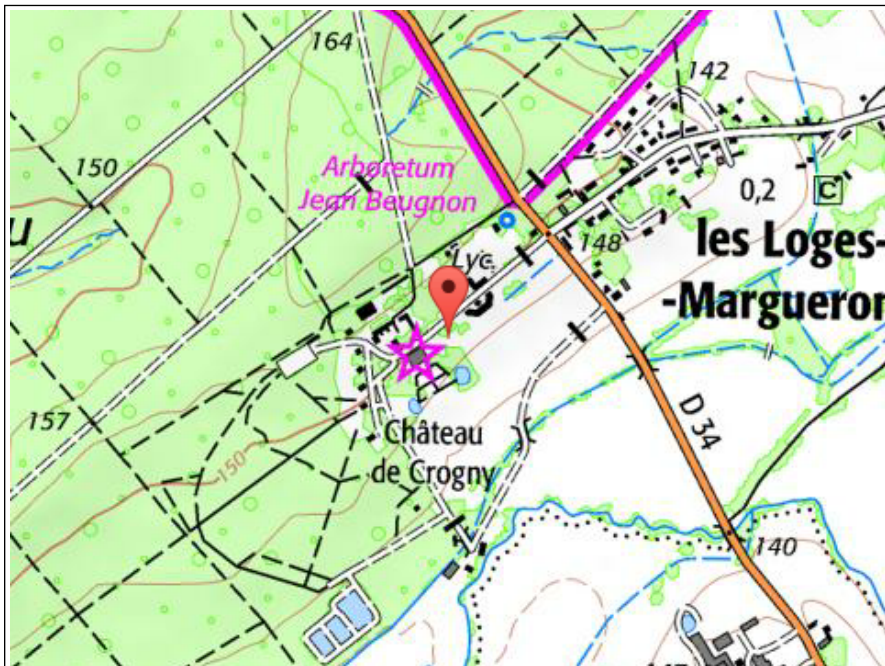 164
142
150
Arboretum
Jean Beugnon
0,2
C
148
Lyc.
les Loges-
-Margueron
157
150
Château
de Crogny
D 34
140